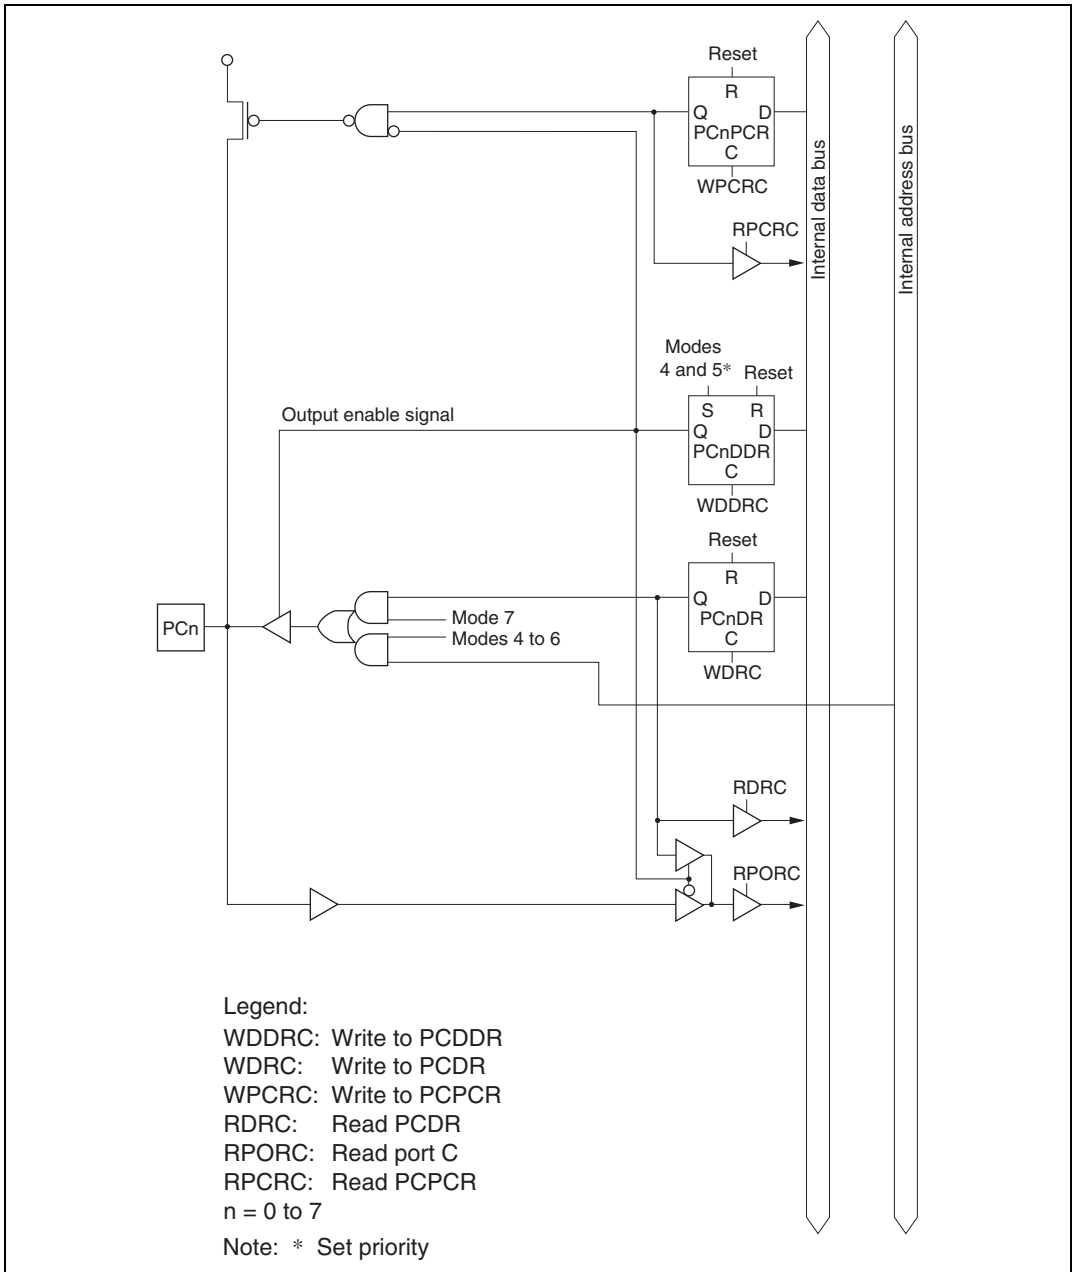 Reset
R
Q D
PCnPCR
C
WPCRC
RPCRC
Internal data bus
Internal address bus
Modes
4 and 5* Reset
S R
Q D
PCnDDR
C
WDDRC
Output enable signal
Reset
R
Q D
PCnDR
C
WDRC
PCn
Mode 7
Modes 4 to 6
RDRC
RPORC
Legend:
WDDRC: Write to PCDDR
WDRC: Write to PCDR
WPCRC: Write to PCPCR
RDRC: Read PCDR
RPORC: Read port C
RPCRC: Read PCPCR
n = 0 to 7
Note: * Set priority